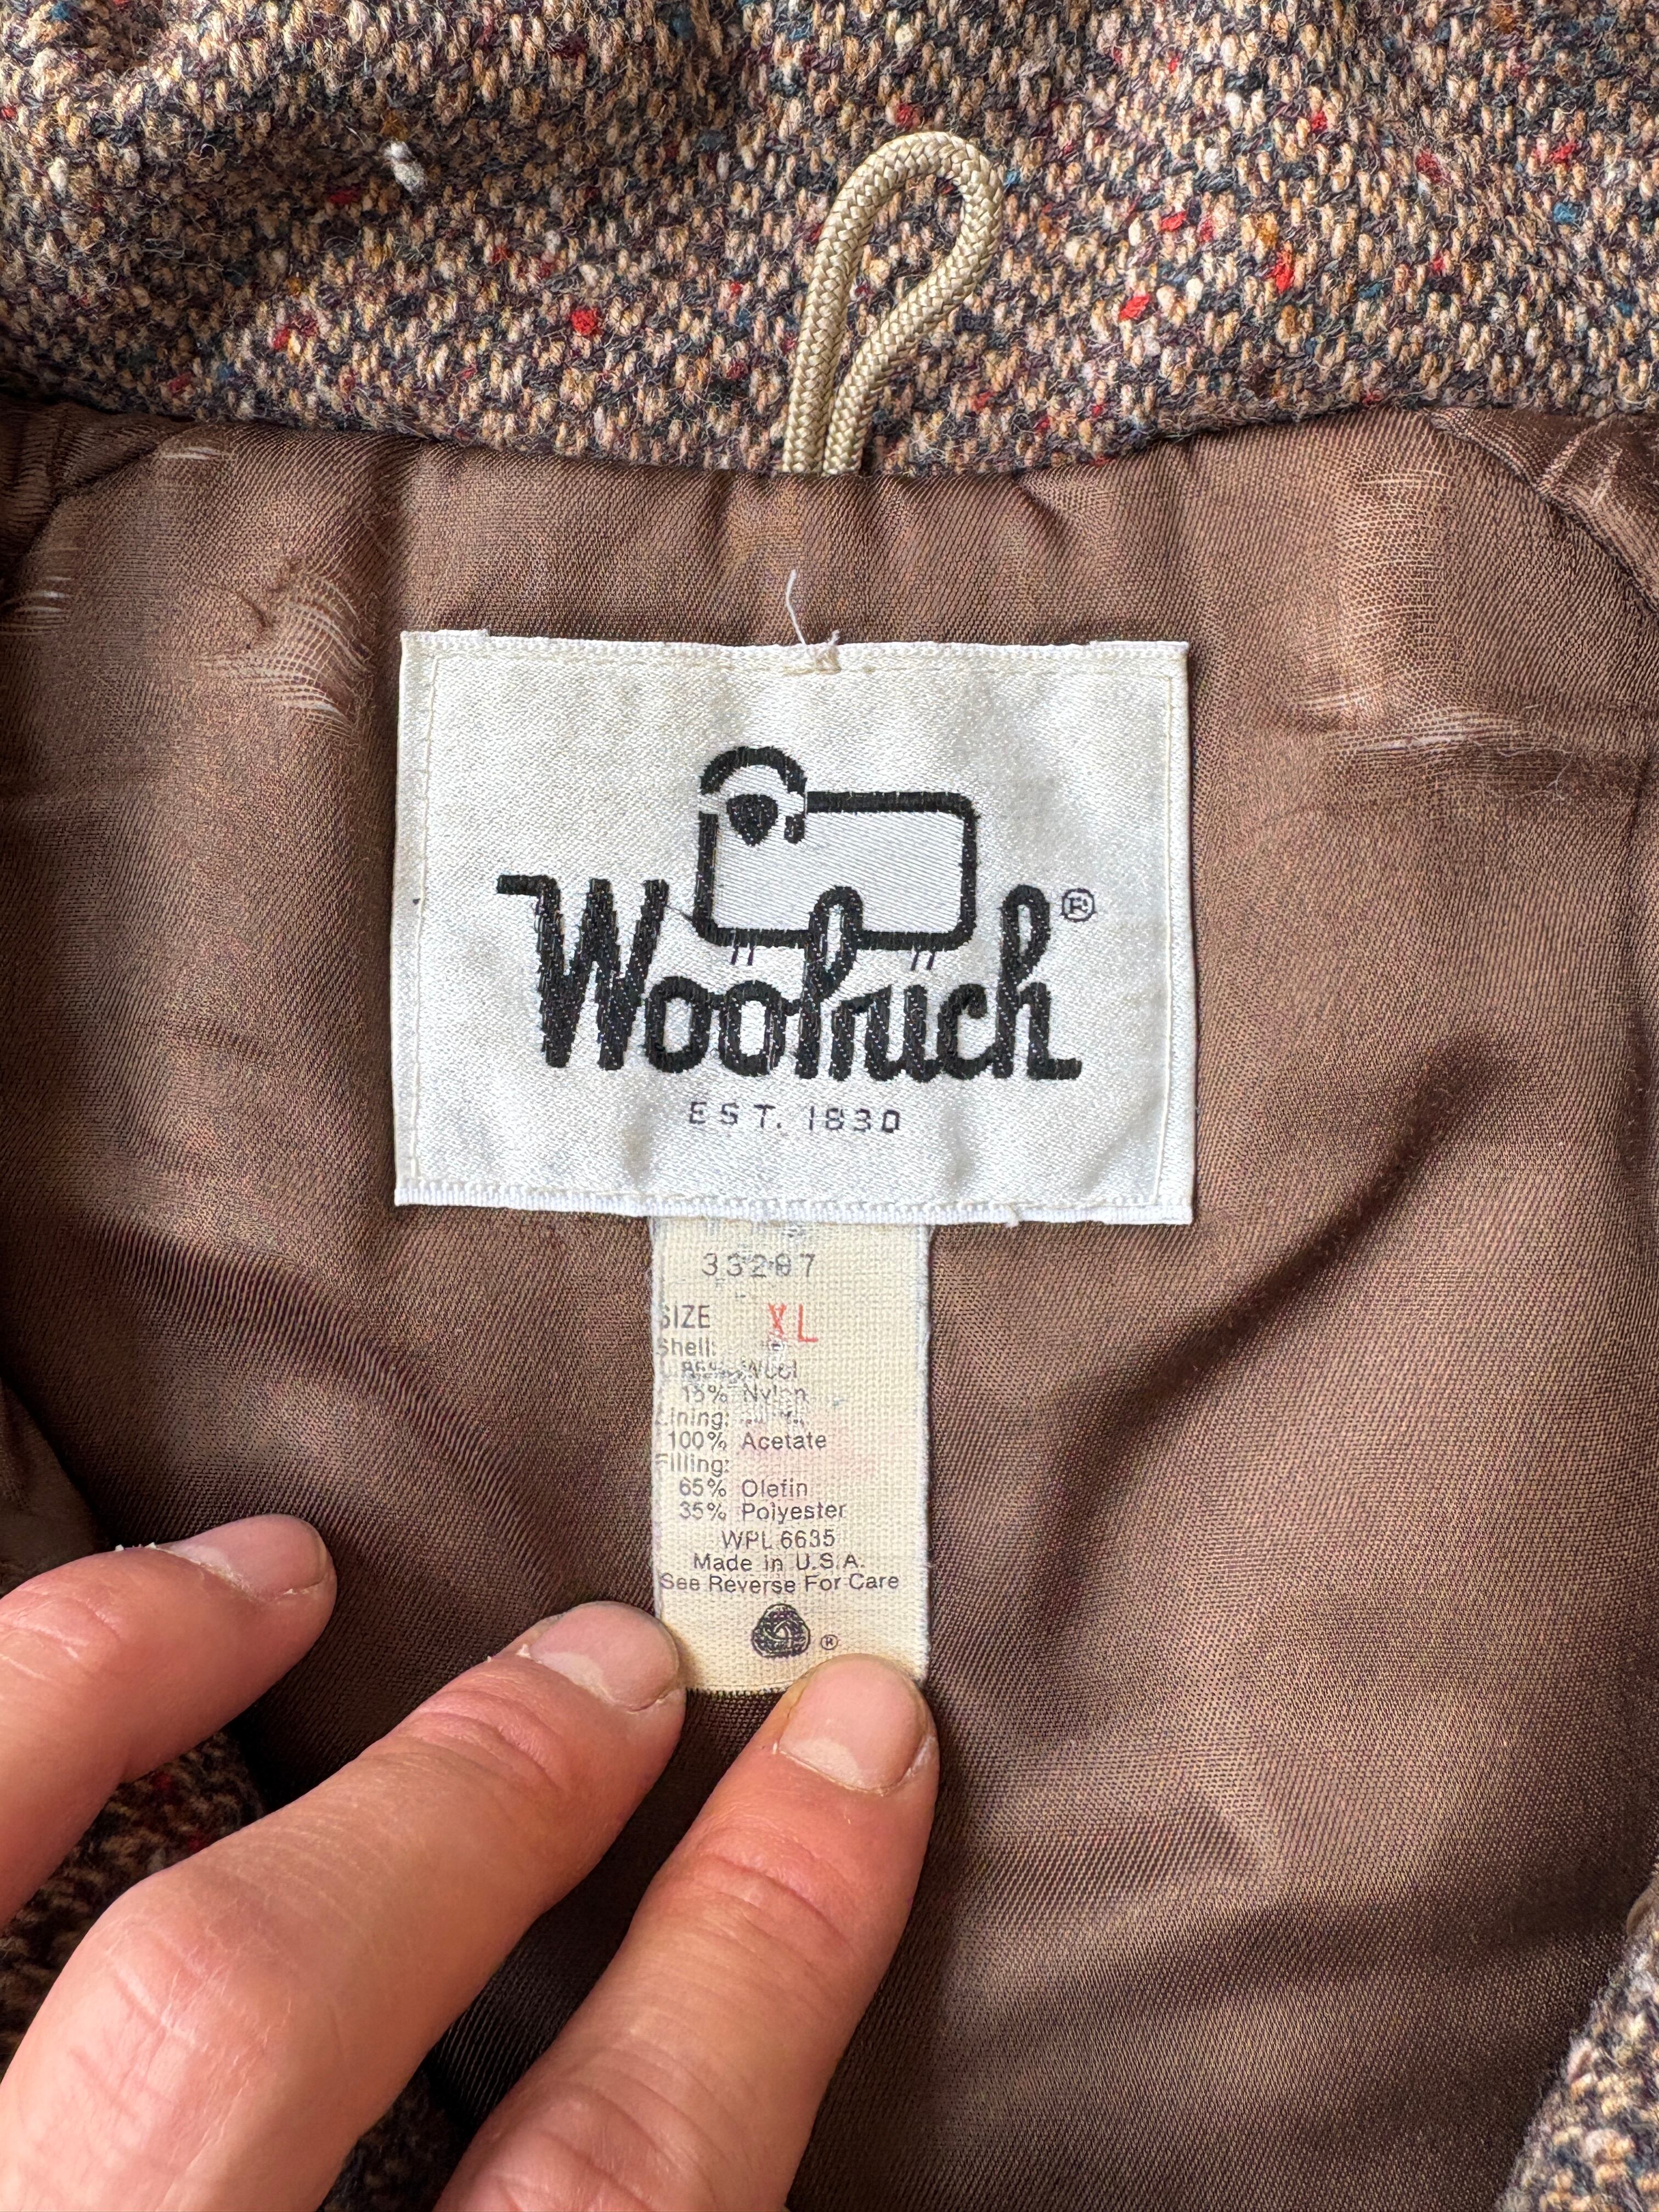 Woolrich®
EST. 1830
33287
SIZE XL
Shell:
85% Wool
15% Nylon
Lining:
100% Acetate
Filling:
65% Olefin
35% Polyester
WPL 6635
Made in U.S.A.
See Reverse For Care
®